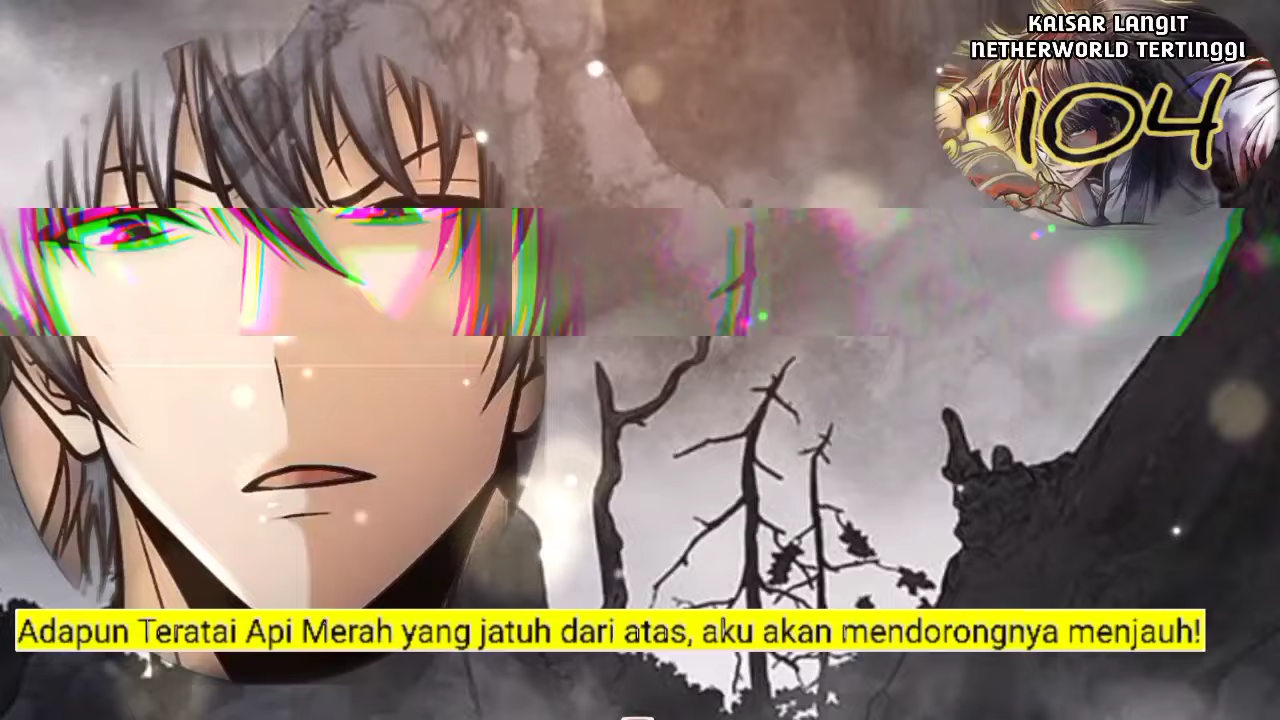 KAISAR LANGIT
NETHERWORLD TERTINGGI
104
Adapun Teratai Api Merah yang jatuh dari atas, aku akan mendorongnya menjauh!